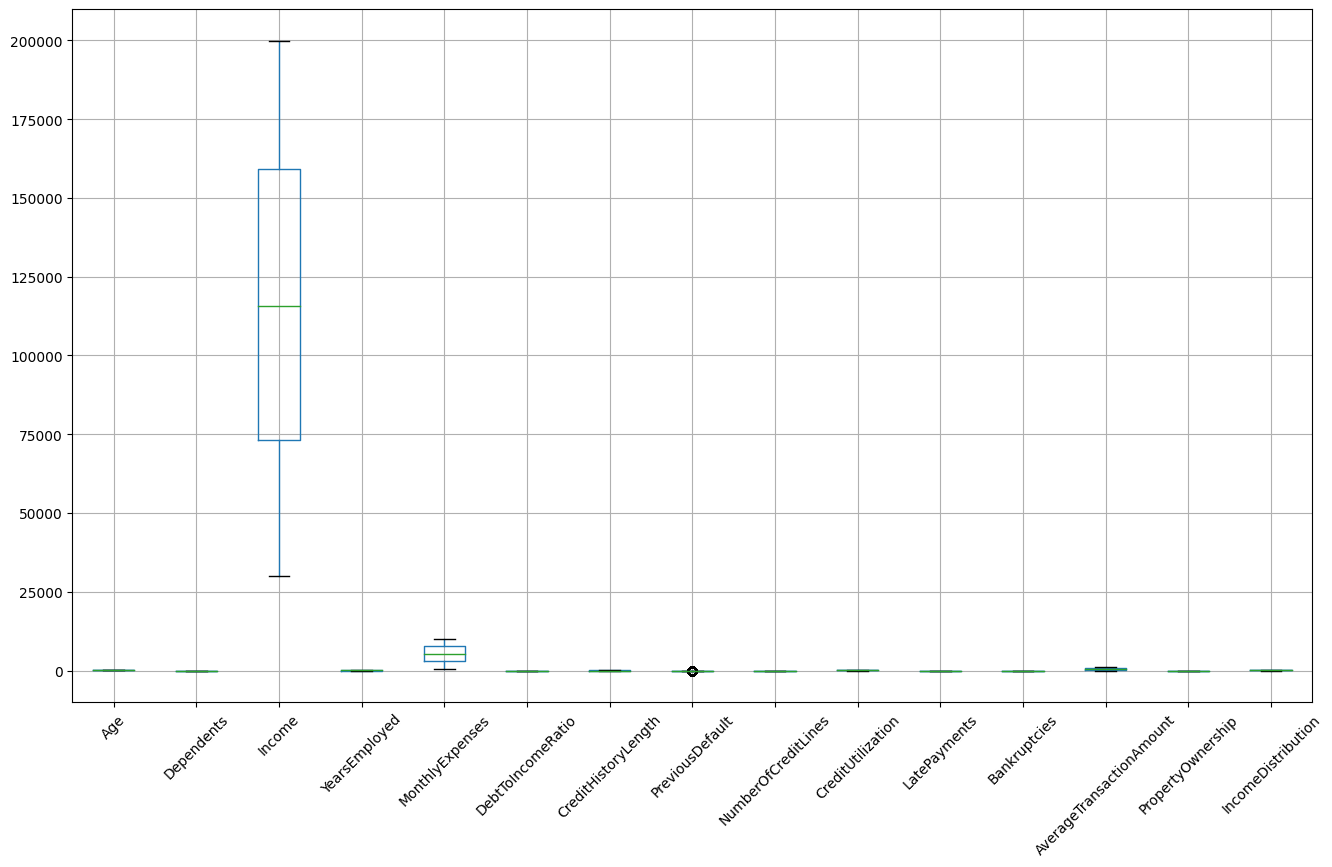 200000
175000
150000
125000
100000
75000
50000
25000
0
Age
Dependents
Income
YearsEmployed
MonthlyExpenses
DebtToIncomeRatio
CreditHistoryLength
PreviousDefault
NumberOfCreditLines
CreditUtilization
LatePayments
Bankruptcies
AverageTransactionAmount
PropertyOwnership
IncomeDistribution